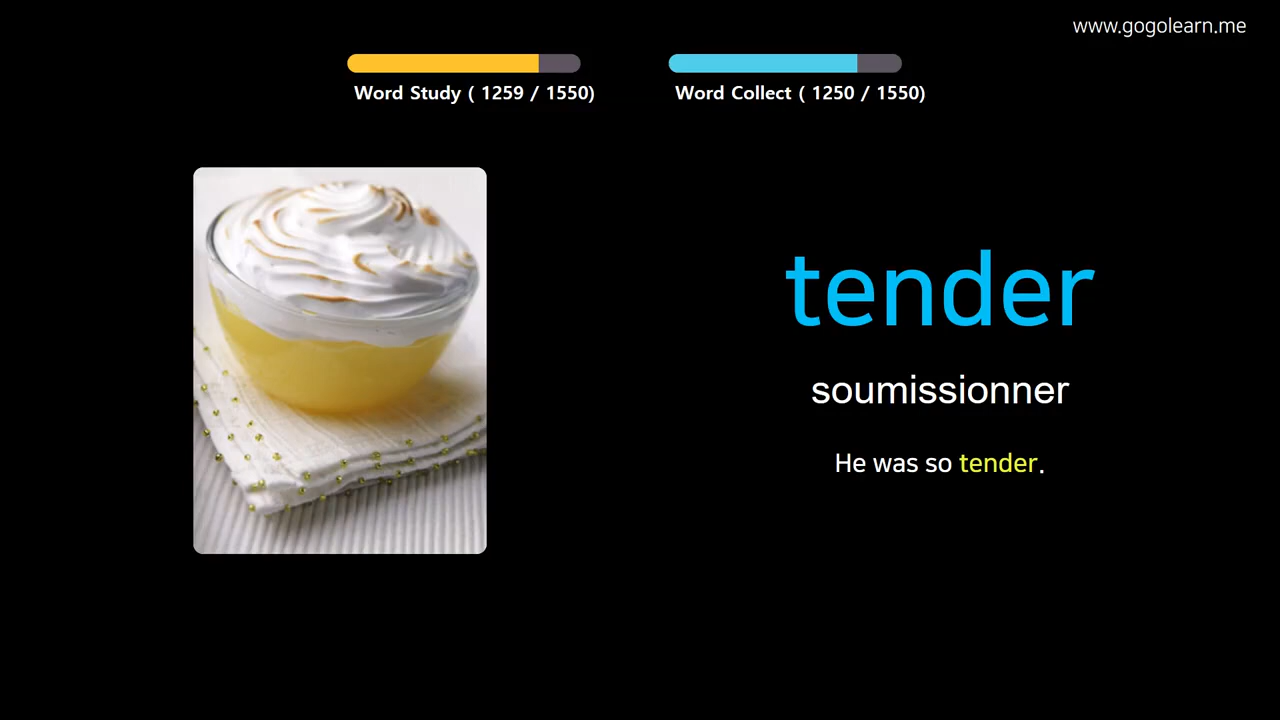 www.gogolearn.me
Word Study ( 1259 / 1550)
Word Collect ( 1250 / 1550)
tender
soumissionner
He was so tender.